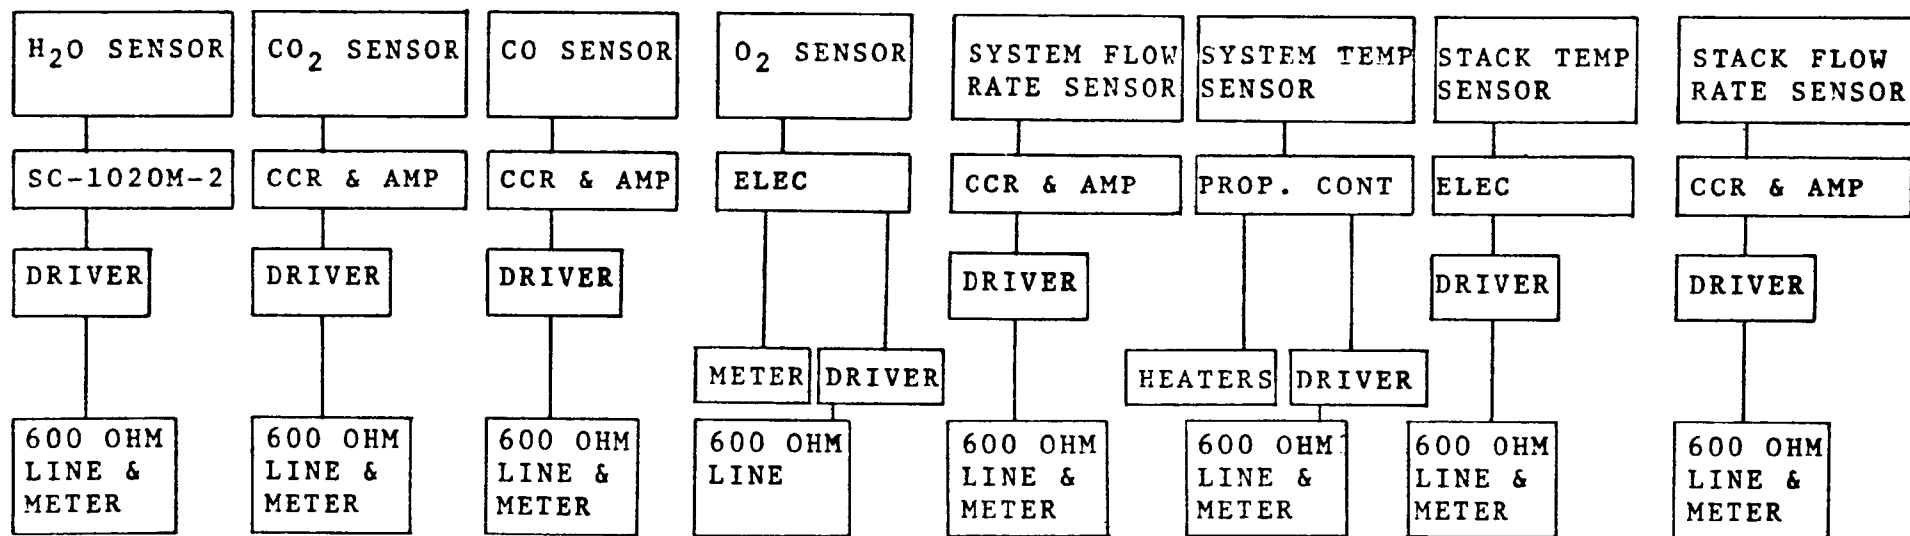 H2O SENSOR
CO2 SENSOR
CO SENSOR
O2 SENSOR
SYSTEM FLOW
RATE SENSOR
SYSTEM TEMP
SENSOR
STACK TEMP
SENSOR
STACK FLOW
RATE SENSOR
SC-1020M-2
CCR & AMP
CCR & AMP
ELEC
CCR & AMP
PROP. CONT
ELEC
CCR & AMP
DRIVER
DRIVER
DRIVER
DRIVER
DRIVER
DRIVER
METER
DRIVER
HEATERS
DRIVER
600 OHM
LINE &
METER
600 OHM
LINE &
METER
600 OHM
LINE &
METER
600 OHM
LINE
600 OHM
LINE &
METER
600 OHM
LINE &
METER
600 OHM
LINE &
METER
600 OHM
LINE &
METER